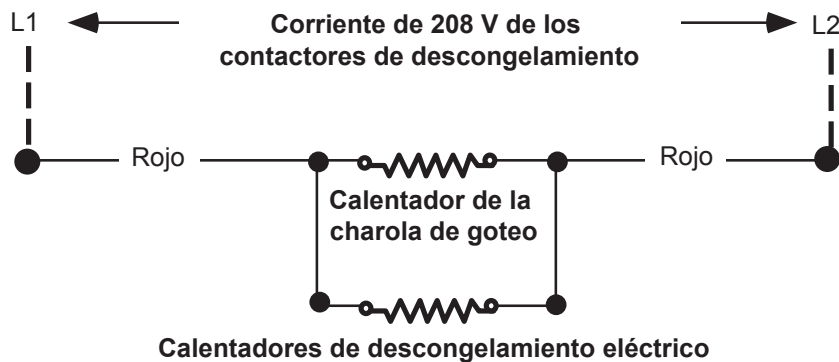 L1
Corriente de 208 V de los
contactores de descongelamiento
L2
Rojo
Rojo
Calentador de la
charola de goteo
Calentadores de descongelamiento eléctrico